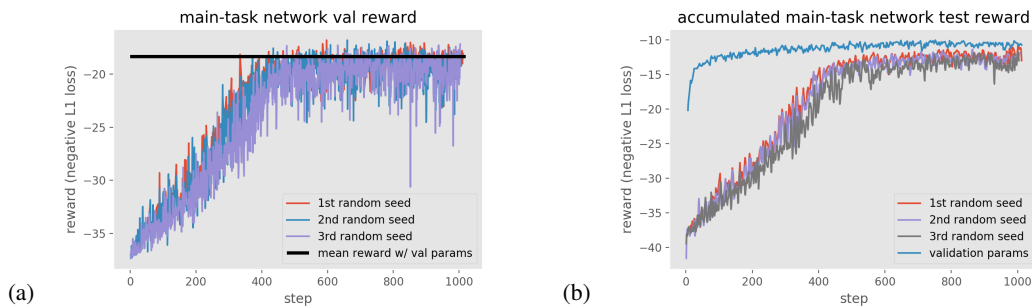 main-task network val reward
reward (negative L1 loss)
−20
−25
−30
−35
0 200 400 600 800 1000
step
1st random seed
2nd random seed
3rd random seed
mean reward w/ val params
(a)
accumulated main-task network test reward
reward (negative L1 loss)
−10
−15
−20
−25
−30
−35
−40
0 200 400 600 800 1000
step
1st random seed
2nd random seed
3rd random seed
validation params
(b)